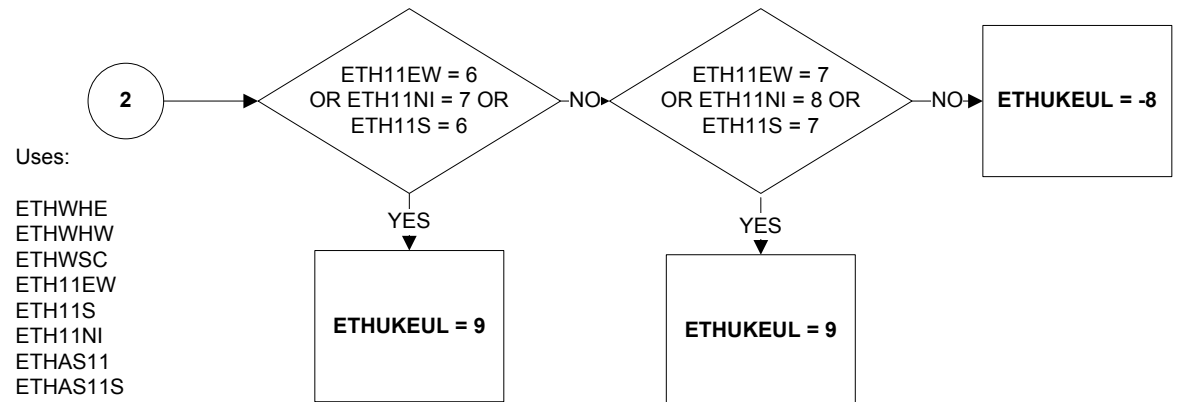 2
ETH11EW = 6
OR ETH11NI = 7 OR
ETH11S = 6
NO
ETH11EW = 7
OR ETH11NI = 8 OR
ETH11S = 7
NO
ETHUKEUL = -8
YES
ETHUKEUL = 9
YES
ETHUKEUL = 9
Uses:
ETHWHE
ETHWHW
ETHWSC
ETH11EW
ETH11S
ETH11NI
ETHAS11
ETHAS11S